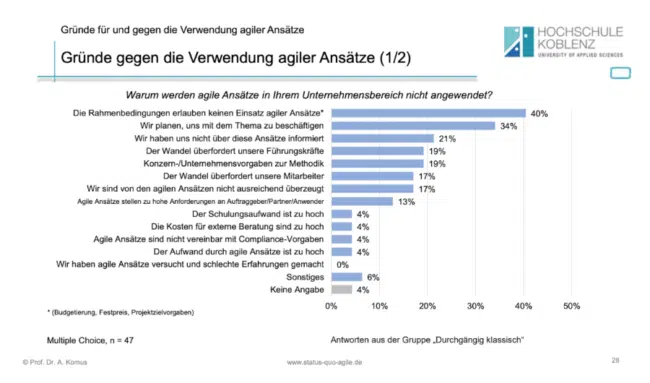 Gründe für und gegen die Verwendung agiler Ansätze
HOCHSCHULE
KOBLENZ
UNIVERSITY OF APPLIED SCIENCES
Gründe gegen die Verwendung agiler Ansätze (1/2)
Warum werden agile Ansätze in Ihrem Unternehmensbereich nicht angewendet?
Die Rahmenbedingungen erlauben keinen Einsatz agiler Ansätze* 40%
Wir planen, uns mit dem Thema zu beschäftigen 34%
Wir haben uns nicht über diese Ansätze informiert 21%
Der Wandel überfordert unsere Führungskräfte 19%
Konzern-/Unternehmensvorgaben zur Methodik 19%
Der Wandel überfordert unsere Mitarbeiter 17%
Wir sind von den agilen Ansätzen nicht ausreichend überzeugt 17%
Agile Ansätze stellen zu hohe Anforderungen an Auftraggeber/Partner/Anwender 13%
Der Schulungsaufwand ist zu hoch 4%
Die Kosten für externe Beratung sind zu hoch 4%
Agile Ansätze sind nicht vereinbar mit Compliance-Vorgaben 4%
Der Aufwand durch agile Ansätze ist zu hoch 4%
Wir haben agile Ansätze versucht und schlechte Erfahrungen gemacht 0%
Sonstiges 6%
Keine Angabe 4%
0% 10% 20% 30% 40% 50%
* (Budgetierung, Festpreis, Projektzielvorgaben)
Multiple Choice, n = 47
Antworten aus der Gruppe „Durchgängig klassisch“
© Prof. Dr. A. Komus
www.status-quo-agile.de
28